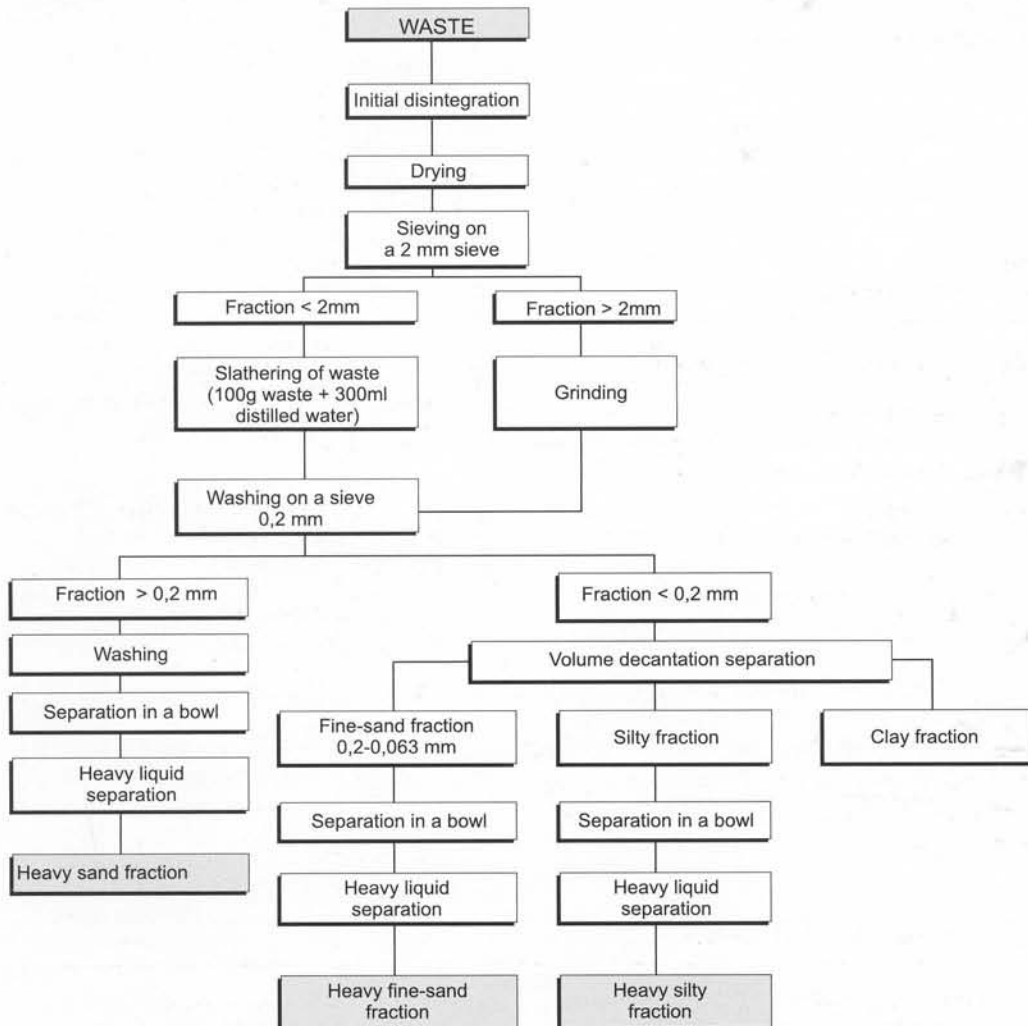 WASTE
Initial disintegration
Drying
Sieving on
a 2 mm sieve
Fraction < 2mm
Fraction > 2mm
Slathering of waste
(100g waste + 300ml
distilled water)
Grinding
Washing on a sieve
0,2 mm
Fraction > 0,2 mm
Fraction < 0,2 mm
Washing
Volume decantation separation
Separation in a bowl
Fine-sand fraction
0,2-0,063 mm
Silty fraction
Clay fraction
Heavy liquid
separation
Separation in a bowl
Separation in a bowl
Heavy sand fraction
Heavy liquid
separation
Heavy liquid
separation
Heavy fine-sand
fraction
Heavy silty
fraction